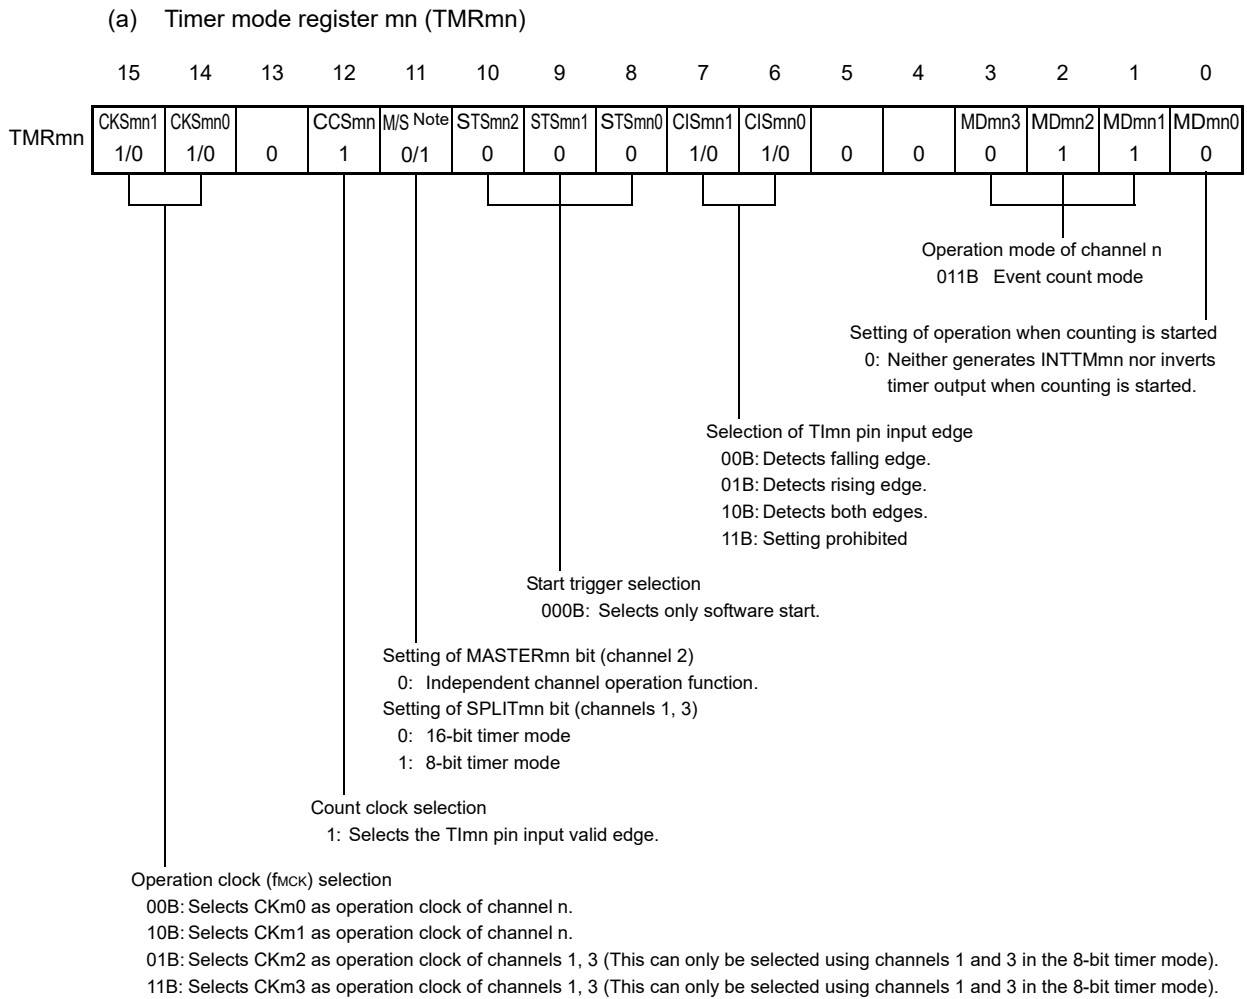 (a) Timer mode register mn (TMRmn)
15 14 13 12 11 10 9 8 7 6 5 4 3 2 1 0
TMRmn
CKSmn1 CKSmn0 CCSmn M/S Note STSmn2 STSmn1 STSmn0 CISmn1 CISmn0 MDmn3 MDmn2 MDmn1 MDmn0
1/0 1/0 0 1 0/1 0 0 0 1/0 1/0 0 0 0 1 1 0
Operation mode of channel n
011B Event count mode
Setting of operation when counting is started
0: Neither generates INTTMmn nor inverts
timer output when counting is started.
Selection of TImn pin input edge
00B: Detects falling edge.
01B: Detects rising edge.
10B: Detects both edges.
11B: Setting prohibited
Start trigger selection
000B: Selects only software start.
Setting of MASTERmn bit (channel 2)
0: Independent channel operation function.
Setting of SPLITmn bit (channels 1, 3)
0: 16-bit timer mode
1: 8-bit timer mode
Count clock selection
1: Selects the TImn pin input valid edge.
Operation clock (fMCK) selection
00B: Selects CKm0 as operation clock of channel n.
10B: Selects CKm1 as operation clock of channel n.
01B: Selects CKm2 as operation clock of channels 1, 3 (This can only be selected using channels 1 and 3 in the 8-bit timer mode).
11B: Selects CKm3 as operation clock of channels 1, 3 (This can only be selected using channels 1 and 3 in the 8-bit timer mode).